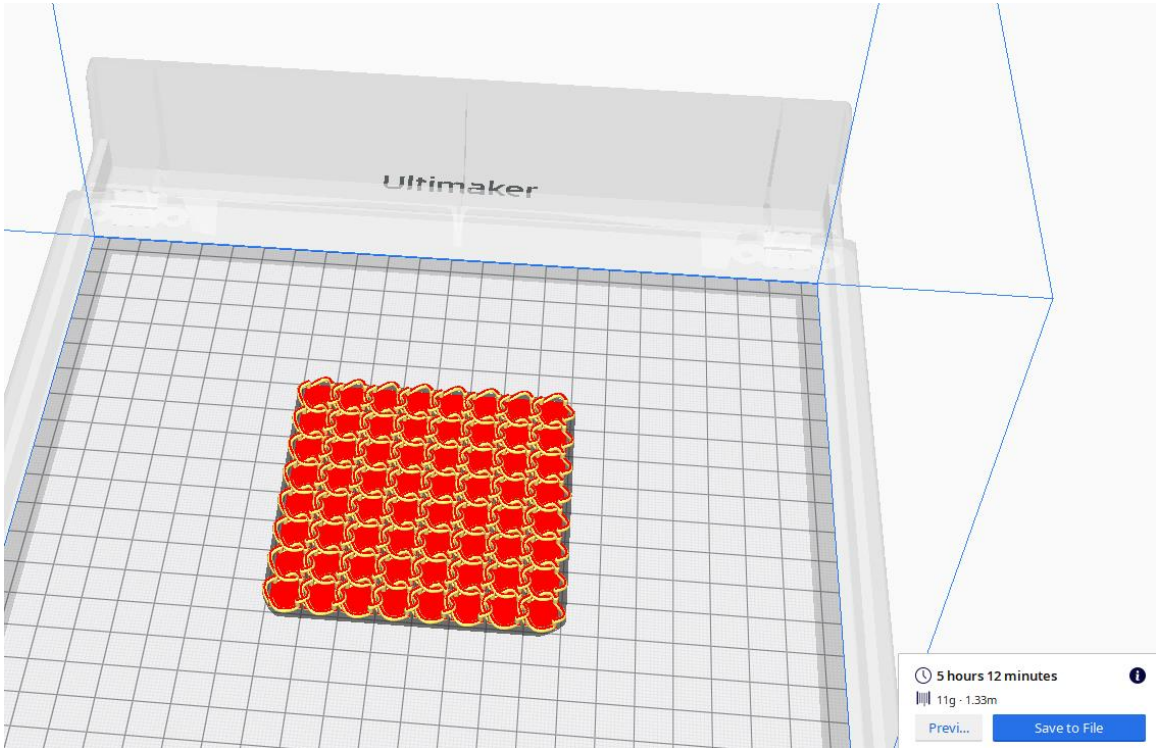 Ultimaker
5 hours 12 minutes
11g · 1.33m
Previ...
Save to File